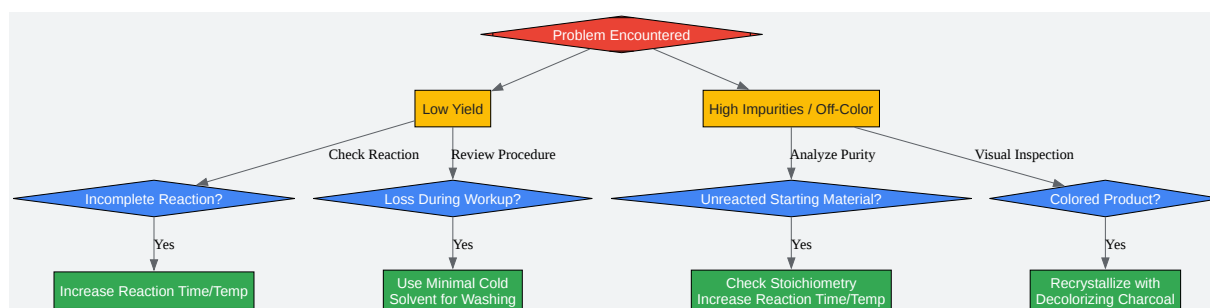 Problem Encountered
Low Yield
High Impurities / Off-Color
Check Reaction
Review Procedure
Analyze Purity
Visual Inspection
Incomplete Reaction?
Loss During Workup?
Unreacted Starting Material?
Colored Product?
Yes
Yes
Yes
Yes
Increase Reaction Time/Temp
Use Minimal Cold
Solvent for Washing
Check Stoichiometry
Increase Reaction Time/Temp
Recrystallize with
Decolorizing Charcoal